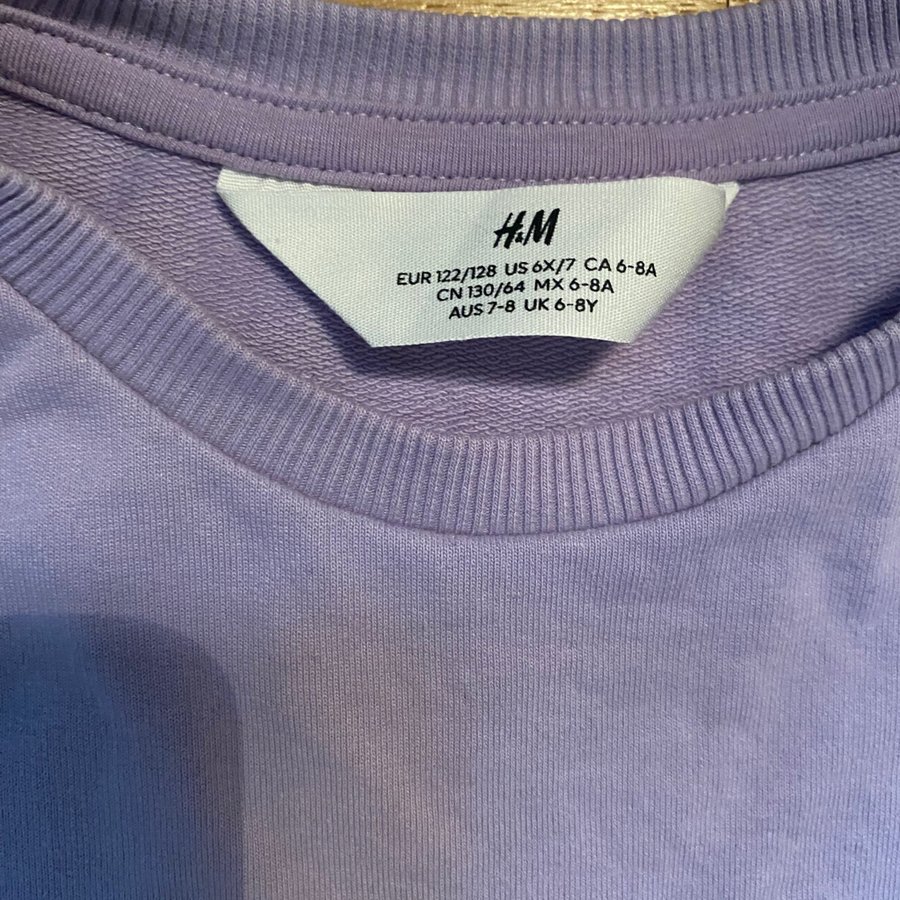 H&M
EUR 122/128 US 6X/7 CA 6-8A
CN 130/64 MX 6-8A
AUS 7-8 UK 6-8Y